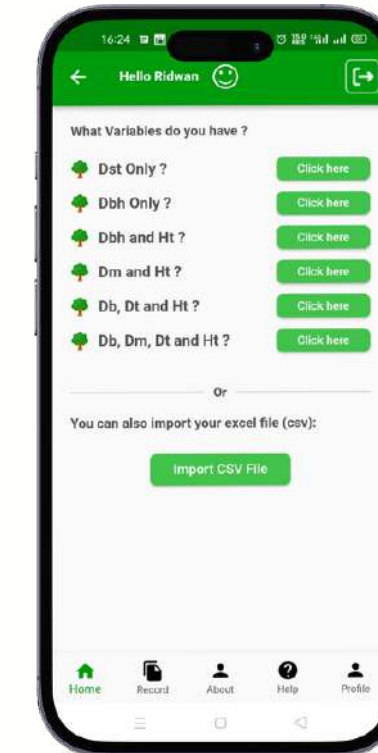 16:24
Hello Ridwan
What Variables do you have ?
Dst Only ? Click here
Dbh Only ? Click here
Dbh and Ht ? Click here
Dm and Ht ? Click here
Db, Dt and Ht ? Click here
Db, Dm, Dt and Ht ? Click here
Or
You can also import your excel file (csv):
Import CSV File
Home Record About Help Profile